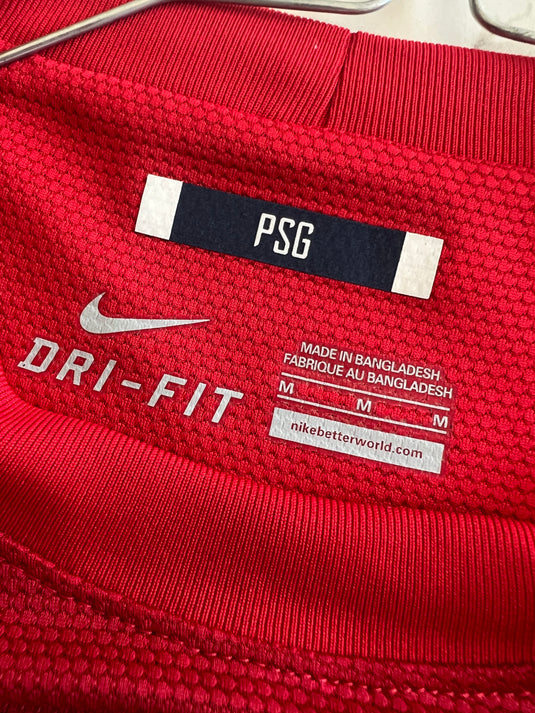 PSG
DRI-FIT
MADE IN BANGLADESH
FABRIQUE AU BANGLADESH
M M M
nikebetterworld.com